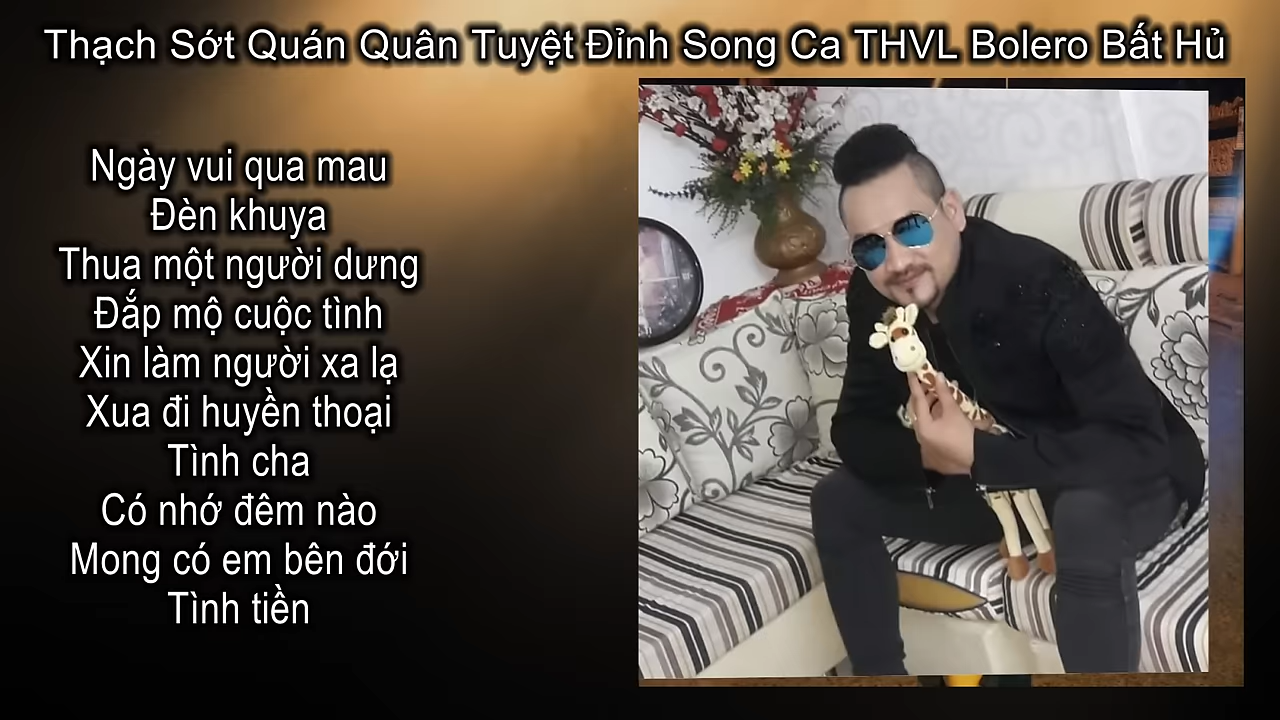 Thạch Sớt Quán Quân Tuyệt Đỉnh Song Ca THVL Bolero Bất Hủ
Ngày vui qua mau
Đèn khuya
Thua một người dưng
Đắp mộ cuộc tình
Xin làm người xa lạ
Xua đi huyền thoại
Tình cha
Có nhớ đêm nào
Mong có em bên đới
Tình tiền